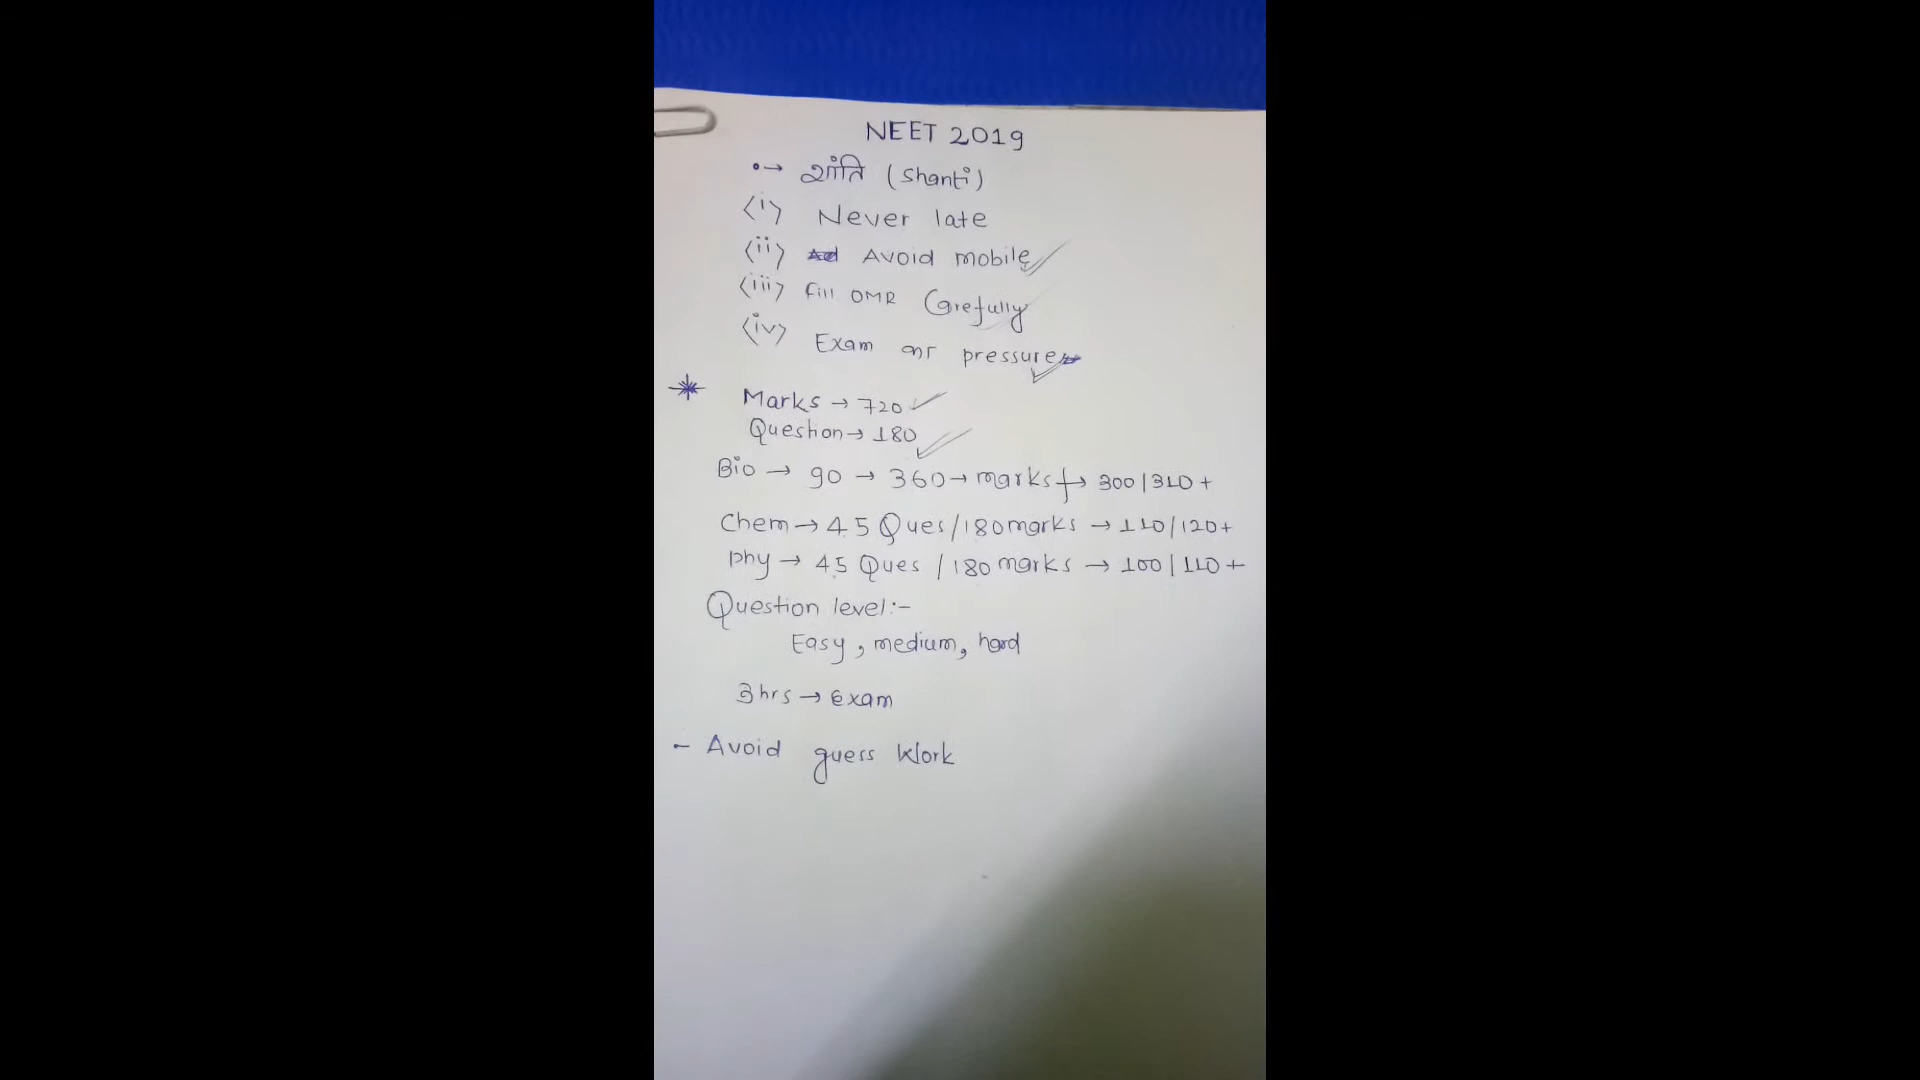 NEET 2019
•→ शांति (Shanti)
<i> Never late
<ii> Avoid mobile
<iii> Fill OMR Carefully
<iv> Exam का pressure
Marks → 720
Question → 180
Bio → 90 → 360 → marks → 300/310+
Chem → 45 Ques/180 marks → 110/120+
Phy → 45 Ques/180 marks → 100/110+
Question level:-
Easy, medium, hard
3 hrs → exam
- Avoid guess work